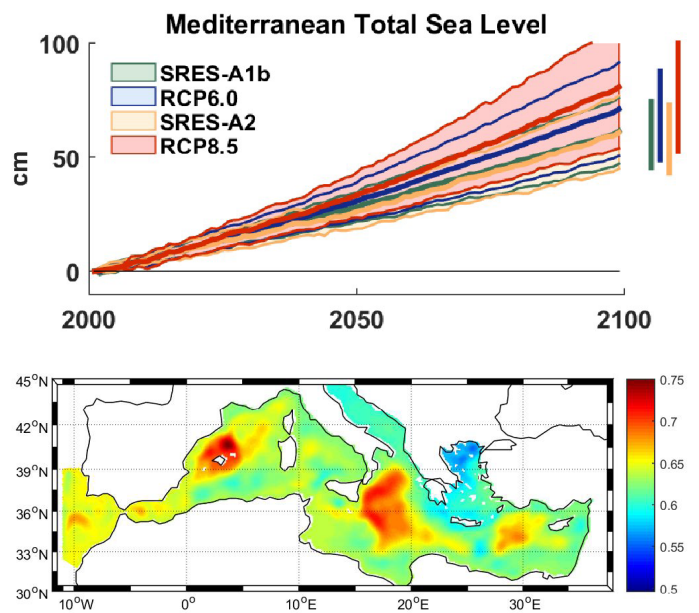 Mediterranean Total Sea Level
100
SRES-A1b
RCP6.0
SRES-A2
RCP8.5
cm
50
0
2000
2050
2100
45°N
42°N
39°N
36°N
33°N
30°N
10°W
0°
10°E
20°E
30°E
0.75
0.7
0.65
0.6
0.55
0.5